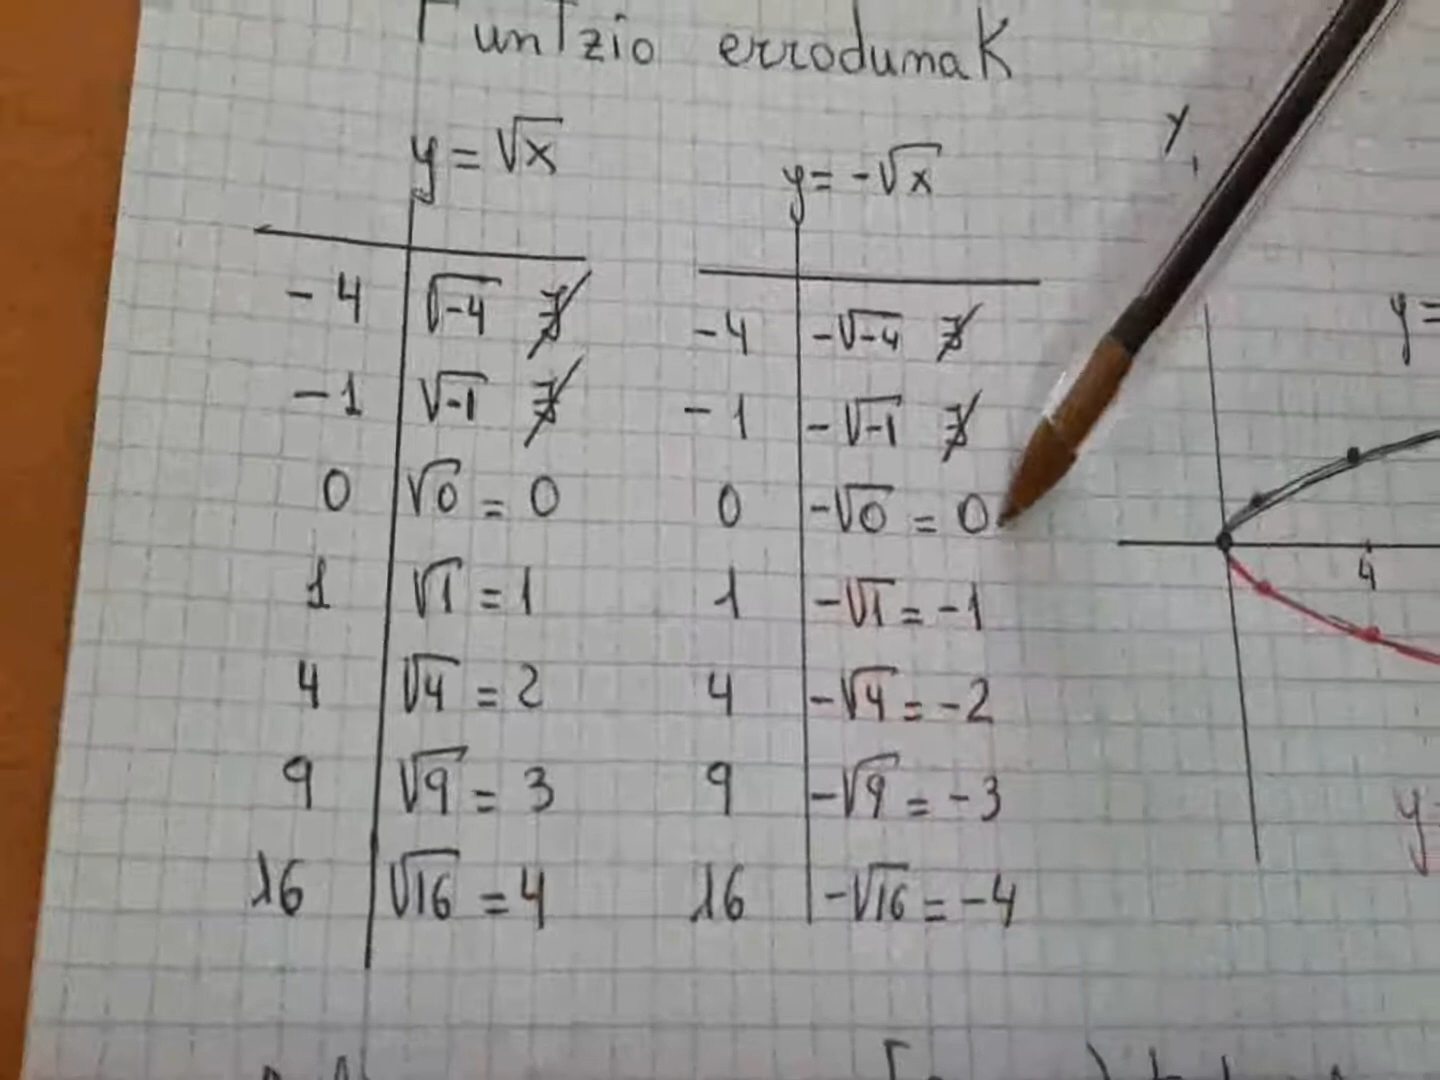 Funtzio errodunak
y = √x y = -√x y
-4 √-4 ∄ -4 -√-4 ∄ y=
-1 √-1 ∄ -1 -√-1 ∄
0 √0 = 0 0 -√0 = 0
1 √1 = 1 1 -√1 = -1 4
4 √4 = 2 4 -√4 = -2
9 √9 = 3 9 -√9 = -3 y
16 √16 = 4 16 -√16 = -4